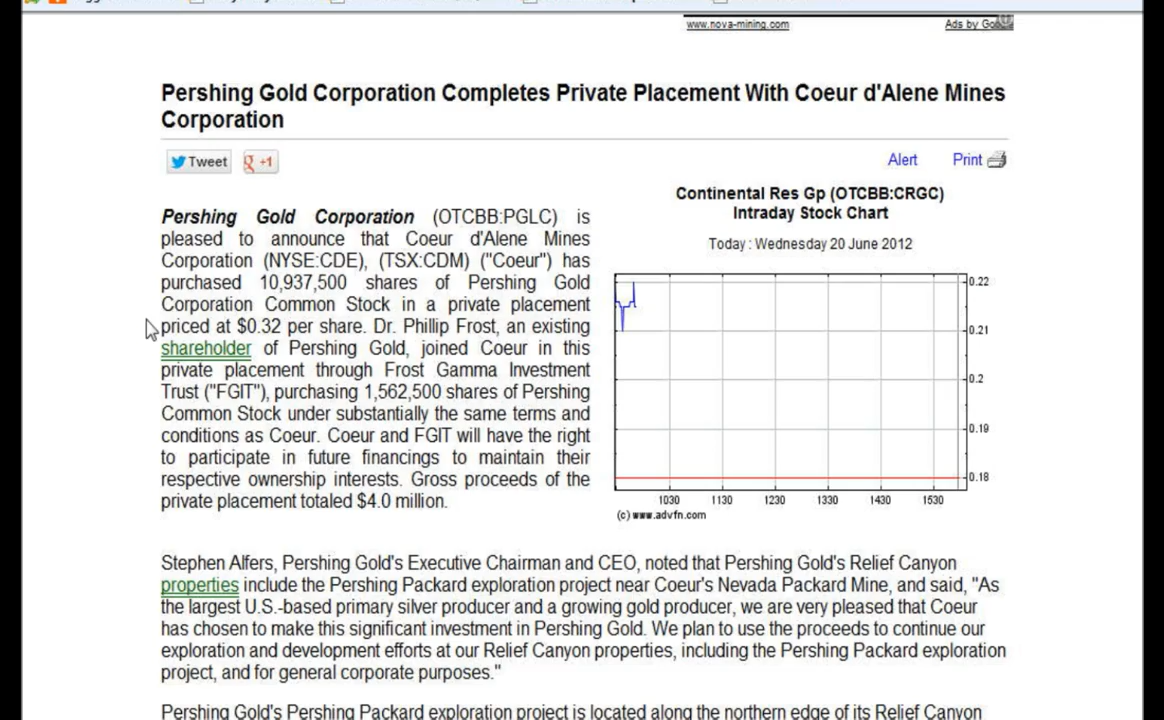 www.nova-mining.com
Ads by
Pershing Gold Corporation Completes Private Placement With Coeur d'Alene Mines
Corporation
Tweet
+1
Alert
Print
Continental Res Gp (OTCBB:CRGC)
Intraday Stock Chart
Today : Wednesday 20 June 2012
Pershing Gold Corporation (OTCBB:PGLC) is
pleased to announce that Coeur d'Alene Mines
Corporation (NYSE:CDE), (TSX:CDM) ("Coeur") has
purchased 10,937,500 shares of Pershing Gold
Corporation Common Stock in a private placement
priced at $0.32 per share. Dr. Phillip Frost, an existing
shareholder of Pershing Gold, joined Coeur in this
private placement through Frost Gamma Investment
Trust ("FGIT"), purchasing 1,562,500 shares of Pershing
Common Stock under substantially the same terms and
conditions as Coeur. Coeur and FGIT will have the right
to participate in future financings to maintain their
respective ownership interests. Gross proceeds of the
private placement totaled $4.0 million.
0.22
0.21
0.2
0.19
0.18
1030 1130 1230 1330 1430 1530
(c) www.advfn.com
Stephen Alfers, Pershing Gold's Executive Chairman and CEO, noted that Pershing Gold's Relief Canyon
properties include the Pershing Packard exploration project near Coeur's Nevada Packard Mine, and said, "As
the largest U.S.-based primary silver producer and a growing gold producer, we are very pleased that Coeur
has chosen to make this significant investment in Pershing Gold. We plan to use the proceeds to continue our
exploration and development efforts at our Relief Canyon properties, including the Pershing Packard exploration
project, and for general corporate purposes."
Pershing Gold's Pershing Packard exploration project is located along the northern edge of its Relief Canyon